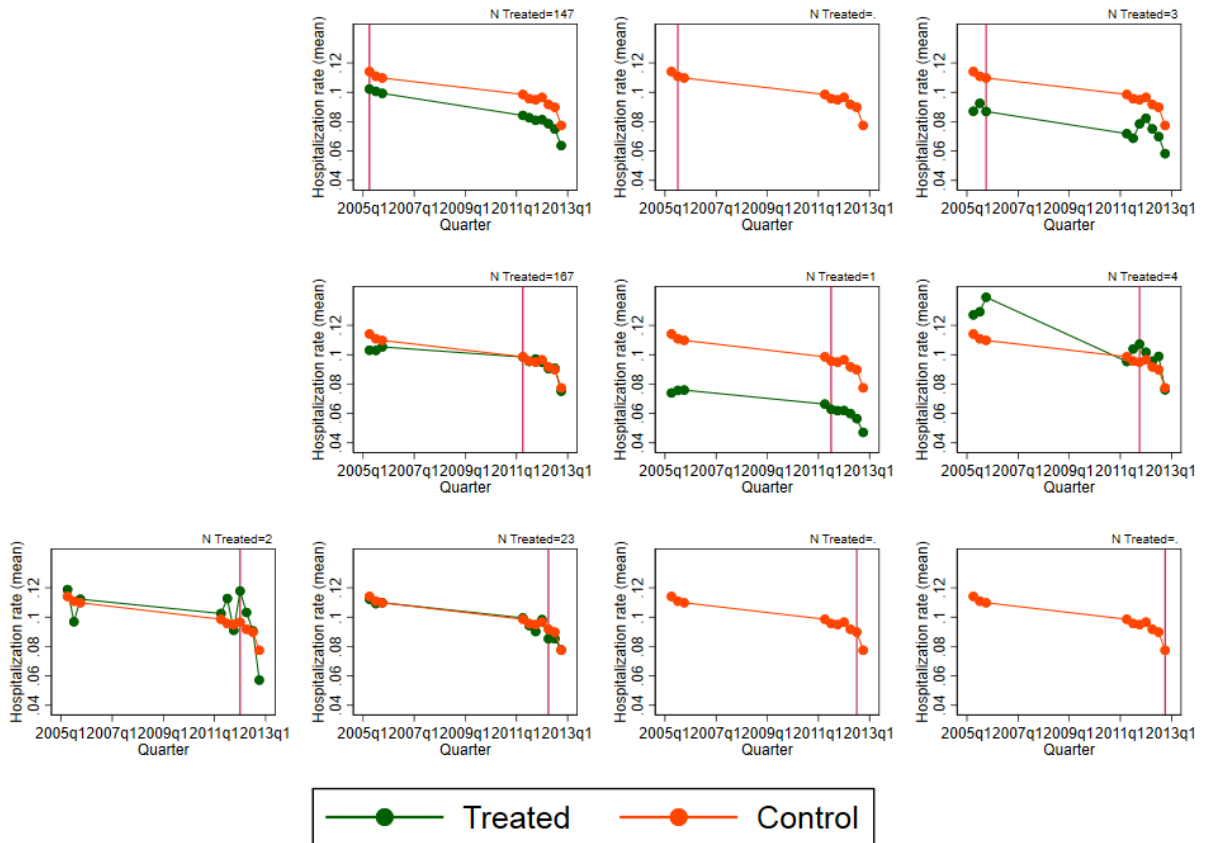 N Treated=147
Hospitalization rate (mean)
.04 .06 .08 .1 .12
2005q1 2007q1 2009q1 2011q1 2013q1
Quarter
N Treated=.
Hospitalization rate (mean)
.04 .06 .08 .1 .12
2005q1 2007q1 2009q1 2011q1 2013q1
Quarter
N Treated=3
Hospitalization rate (mean)
.04 .06 .08 .1 .12
2005q1 2007q1 2009q1 2011q1 2013q1
Quarter
N Treated=167
Hospitalization rate (mean)
.04 .06 .08 .1 .12
2005q1 2007q1 2009q1 2011q1 2013q1
Quarter
N Treated=1
Hospitalization rate (mean)
.04 .06 .08 .1 .12
2005q1 2007q1 2009q1 2011q1 2013q1
Quarter
N Treated=4
Hospitalization rate (mean)
.04 .06 .08 .1 .12
2005q1 2007q1 2009q1 2011q1 2013q1
Quarter
N Treated=2
Hospitalization rate (mean)
.04 .06 .08 .1 .12
2005q1 2007q1 2009q1 2011q1 2013q1
Quarter
N Treated=23
Hospitalization rate (mean)
.04 .06 .08 .1 .12
2005q1 2007q1 2009q1 2011q1 2013q1
Quarter
N Treated=.
Hospitalization rate (mean)
.04 .06 .08 .1 .12
2005q1 2007q1 2009q1 2011q1 2013q1
Quarter
N Treated=.
Hospitalization rate (mean)
.04 .06 .08 .1 .12
2005q1 2007q1 2009q1 2011q1 2013q1
Quarter
Treated Control